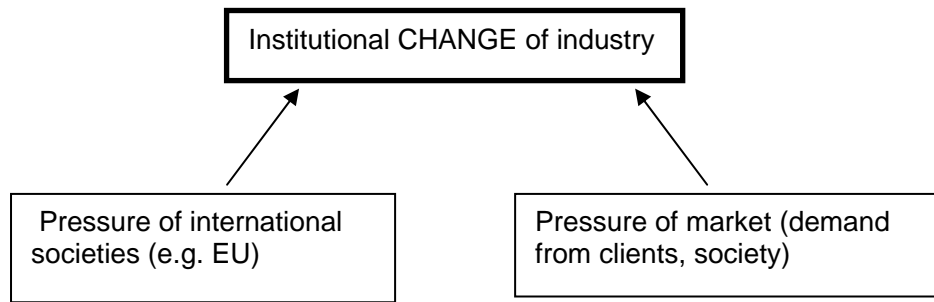 Institutional CHANGE of industry
Pressure of international
societies (e.g. EU)
Pressure of market (demand
from clients, society)